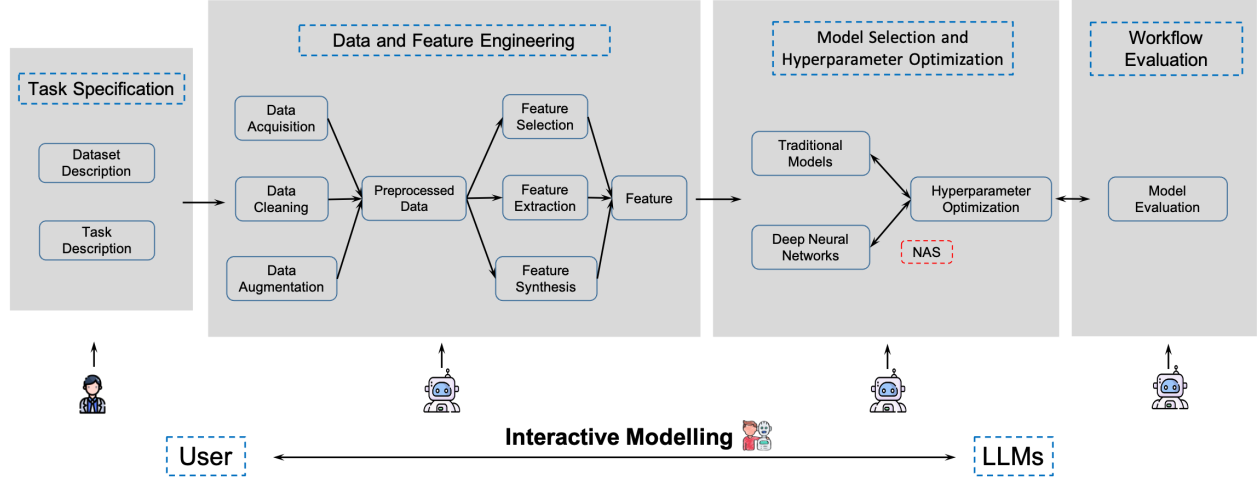 Task Specification
Dataset
Description
Task
Description
Data and Feature Engineering
Data
Acquisition
Data
Cleaning
Data
Augmentation
Preprocessed
Data
Feature
Selection
Feature
Extraction
Feature
Synthesis
Feature
Model Selection and
Hyperparameter Optimization
Traditional
Models
Deep Neural
Networks
Hyperparameter
Optimization
NAS
Workflow
Evaluation
Model
Evaluation
User
Interactive Modelling
LLMs